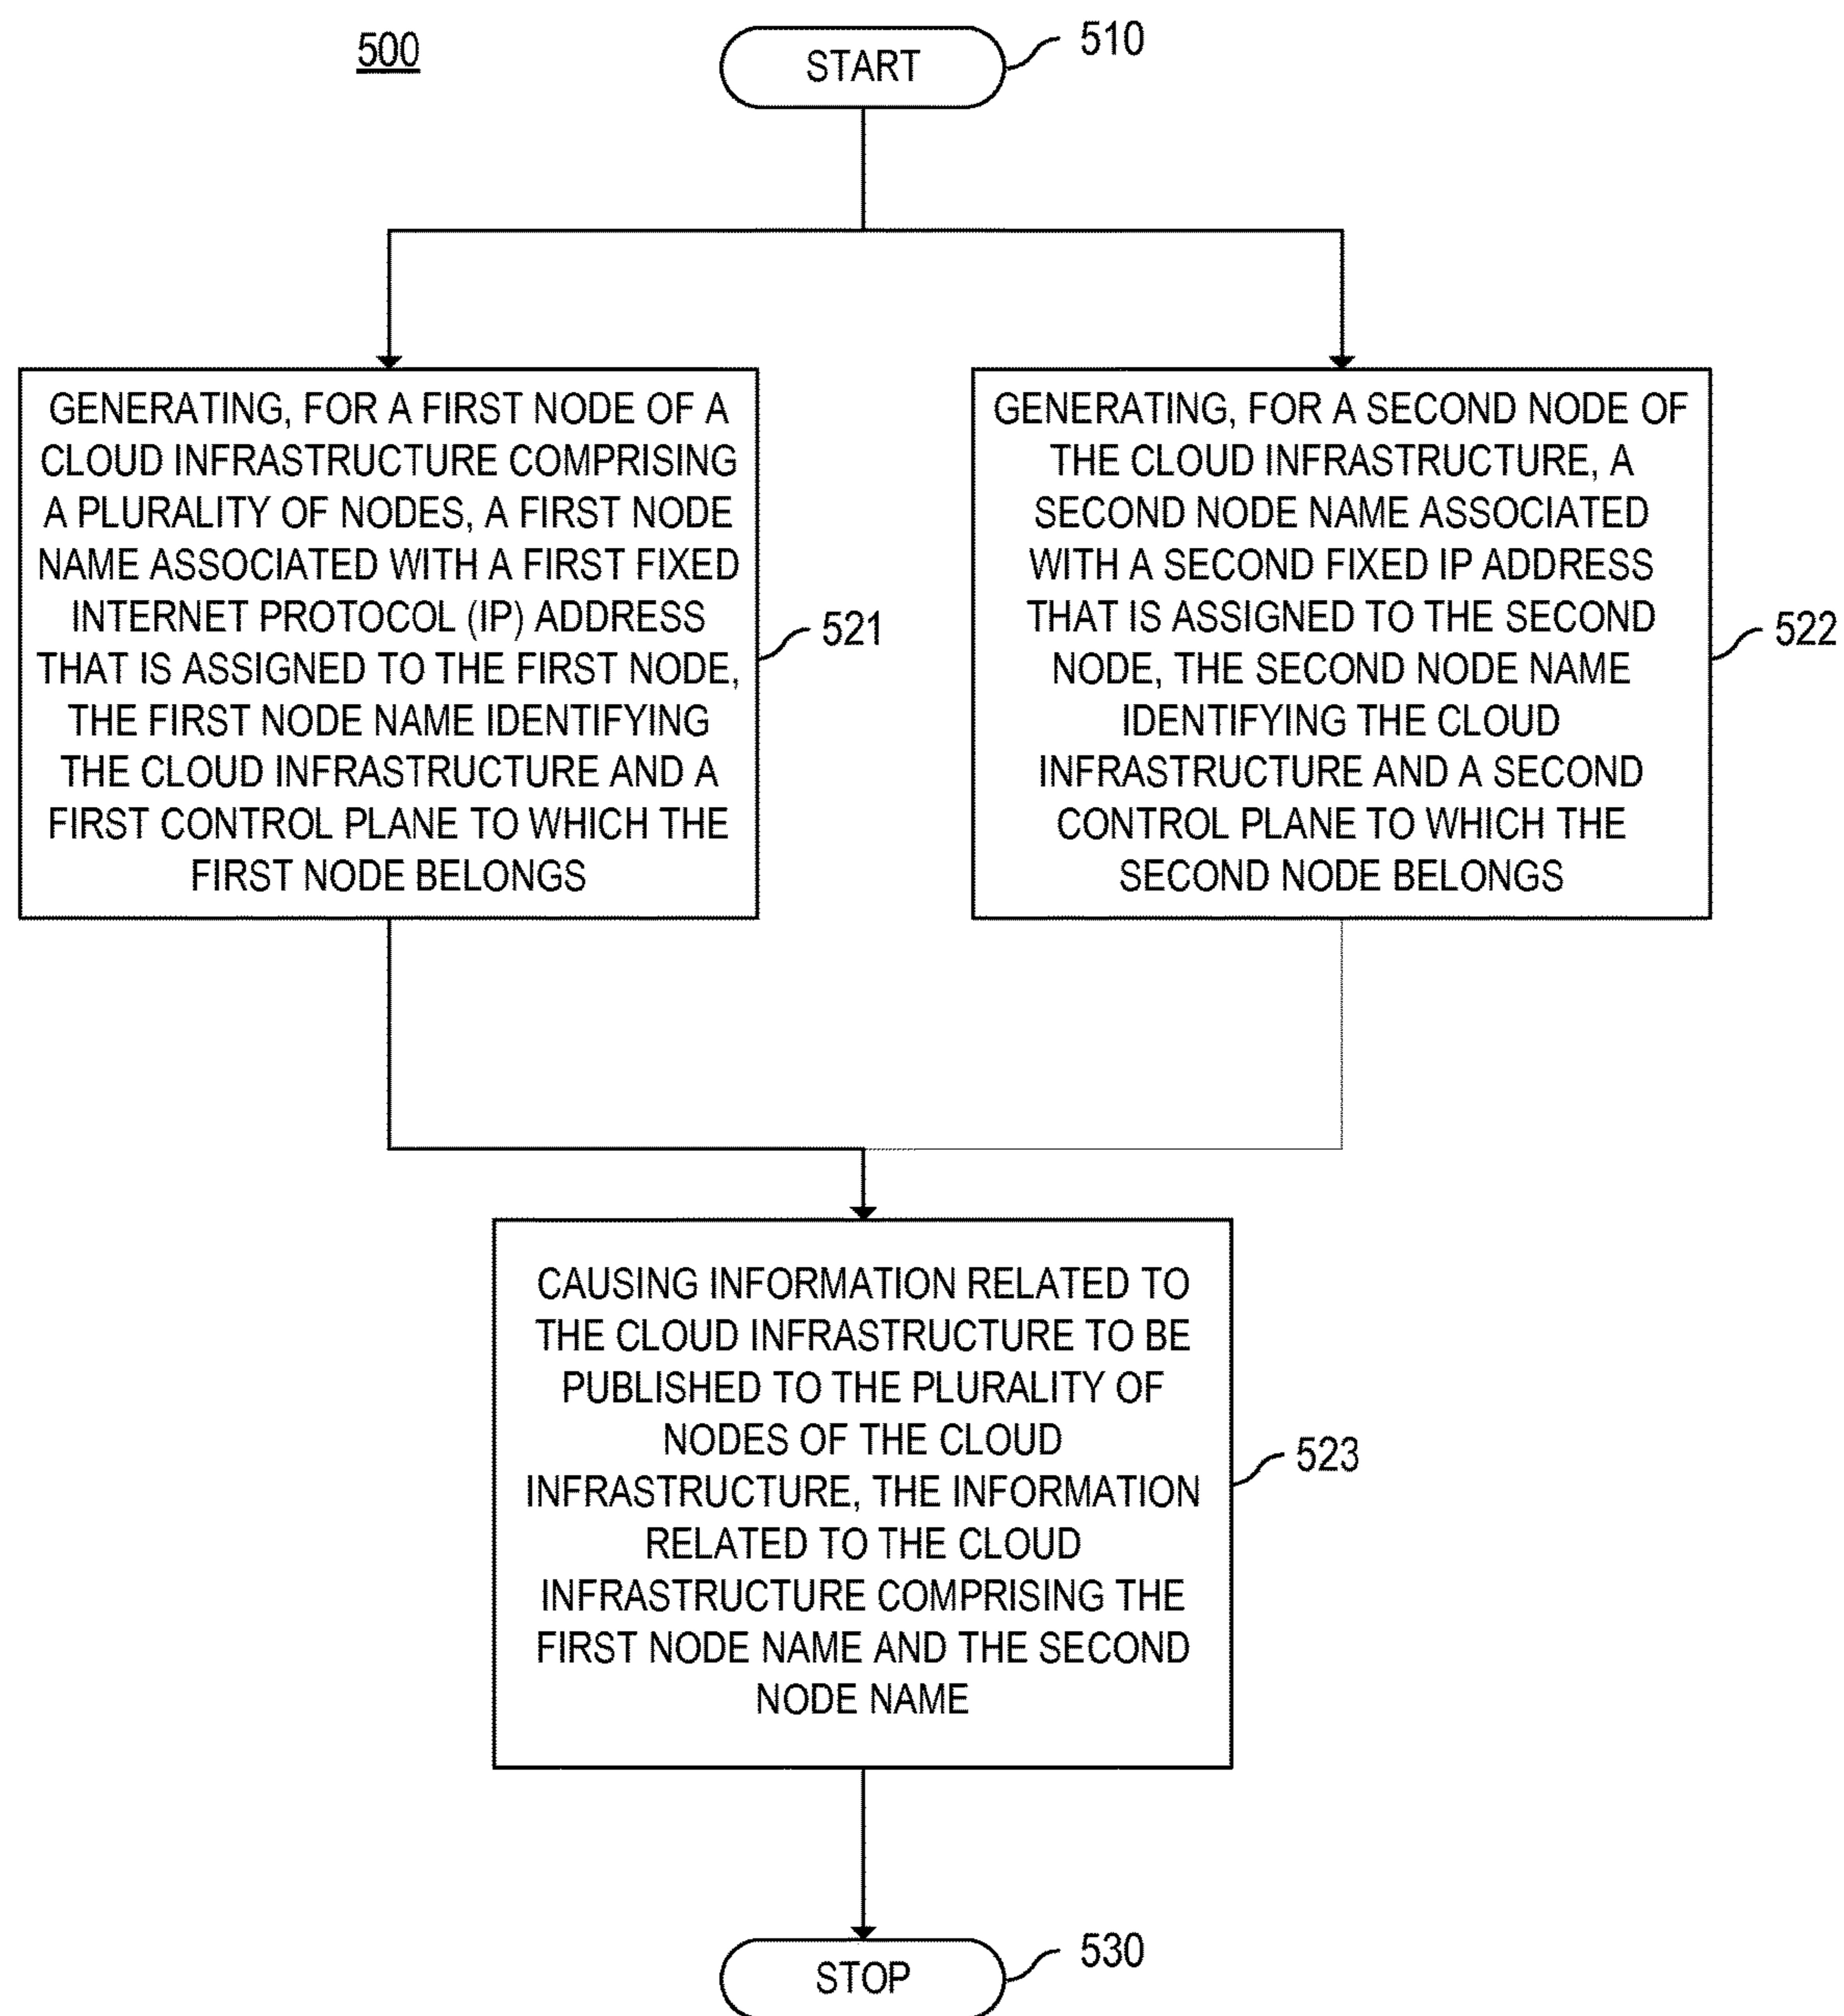 500
START
510
GENERATING, FOR A FIRST NODE OF A
CLOUD INFRASTRUCTURE COMPRISING
A PLURALITY OF NODES, A FIRST NODE
NAME ASSOCIATED WITH A FIRST FIXED
INTERNET PROTOCOL (IP) ADDRESS
THAT IS ASSIGNED TO THE FIRST NODE,
THE FIRST NODE NAME IDENTIFYING
THE CLOUD INFRASTRUCTURE AND A
FIRST CONTROL PLANE TO WHICH THE
FIRST NODE BELONGS
521
GENERATING, FOR A SECOND NODE OF
THE CLOUD INFRASTRUCTURE, A
SECOND NODE NAME ASSOCIATED
WITH A SECOND FIXED IP ADDRESS
THAT IS ASSIGNED TO THE SECOND
NODE, THE SECOND NODE NAME
IDENTIFYING THE CLOUD
INFRASTRUCTURE AND A SECOND
CONTROL PLANE TO WHICH THE
SECOND NODE BELONGS
522
CAUSING INFORMATION RELATED TO
THE CLOUD INFRASTRUCTURE TO BE
PUBLISHED TO THE PLURALITY OF
NODES OF THE CLOUD
INFRASTRUCTURE, THE INFORMATION
RELATED TO THE CLOUD
INFRASTRUCTURE COMPRISING THE
FIRST NODE NAME AND THE SECOND
NODE NAME
523
STOP
530